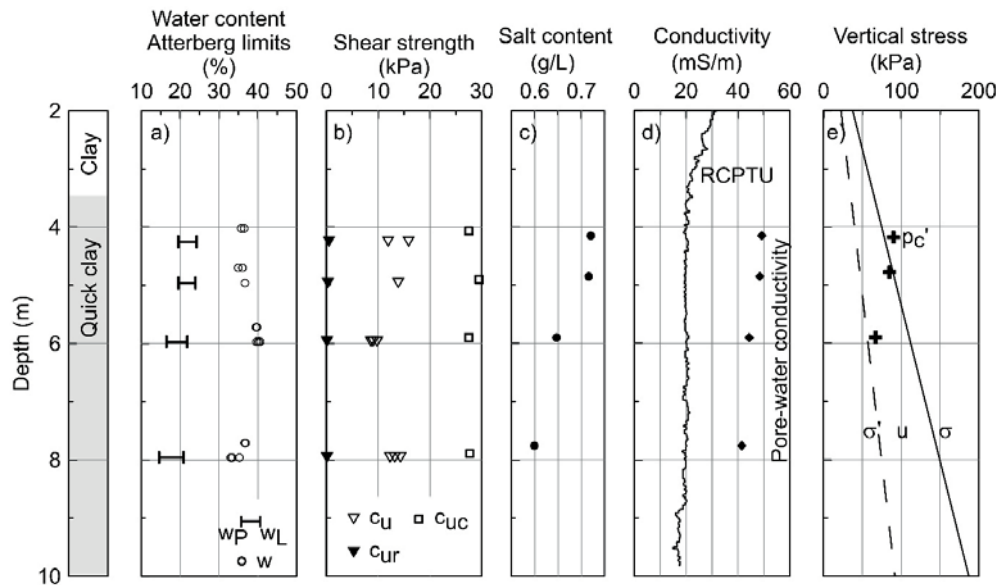 Water content
Atterberg limits
(%)
Shear strength
(kPa)
Salt content
(g/L)
Conductivity
(mS/m)
Vertical stress
(kPa)
10 20 30 40 50
0 10 20 30
0.6 0.7
0 20 40 60
0 100 200
2
4
6
8
10
Depth (m)
Clay
Quick clay
a)
b)
c)
d)
e)
RCPTU
Pore-water conductivity
pc'
σ' u σ
wP wL
w
cu cuc
cur